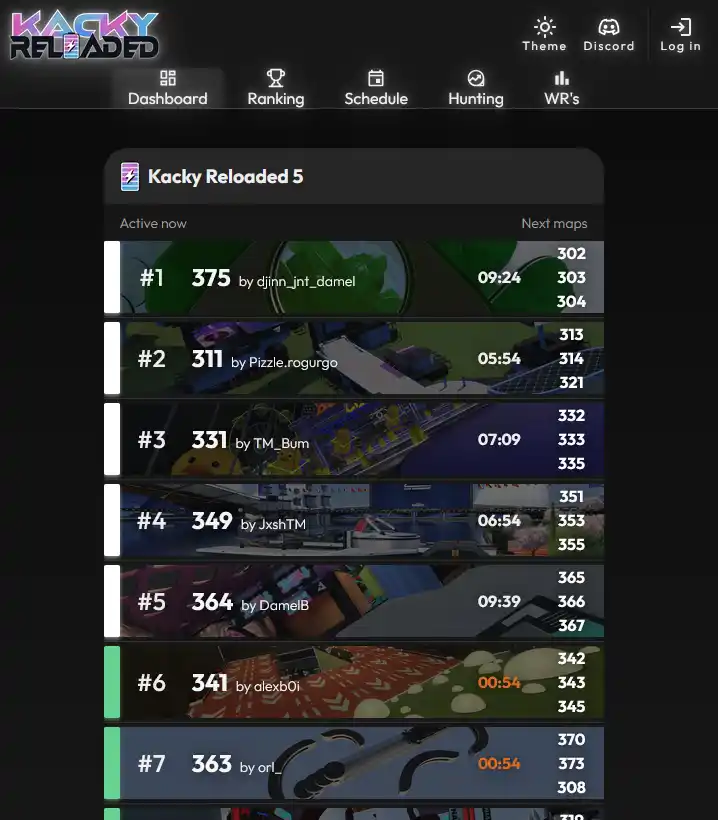 KACKY
RELOADED
Theme
Discord
Log in
Dashboard
Ranking
Schedule
Hunting
WR's
Kacky Reloaded 5
Active now
Next maps
#1 375 by djinn_jnt_damel 09:24
302
303
304
#2 311 by Pizzle.rogurgo 05:54
313
314
321
#3 331 by TM_Bum 07:09
332
333
335
#4 349 by JxshTM 06:54
351
353
355
#5 364 by DamelB 09:39
365
366
367
#6 341 by alexb0i 00:54
342
343
345
#7 363 by orl_ 00:54
370
373
308